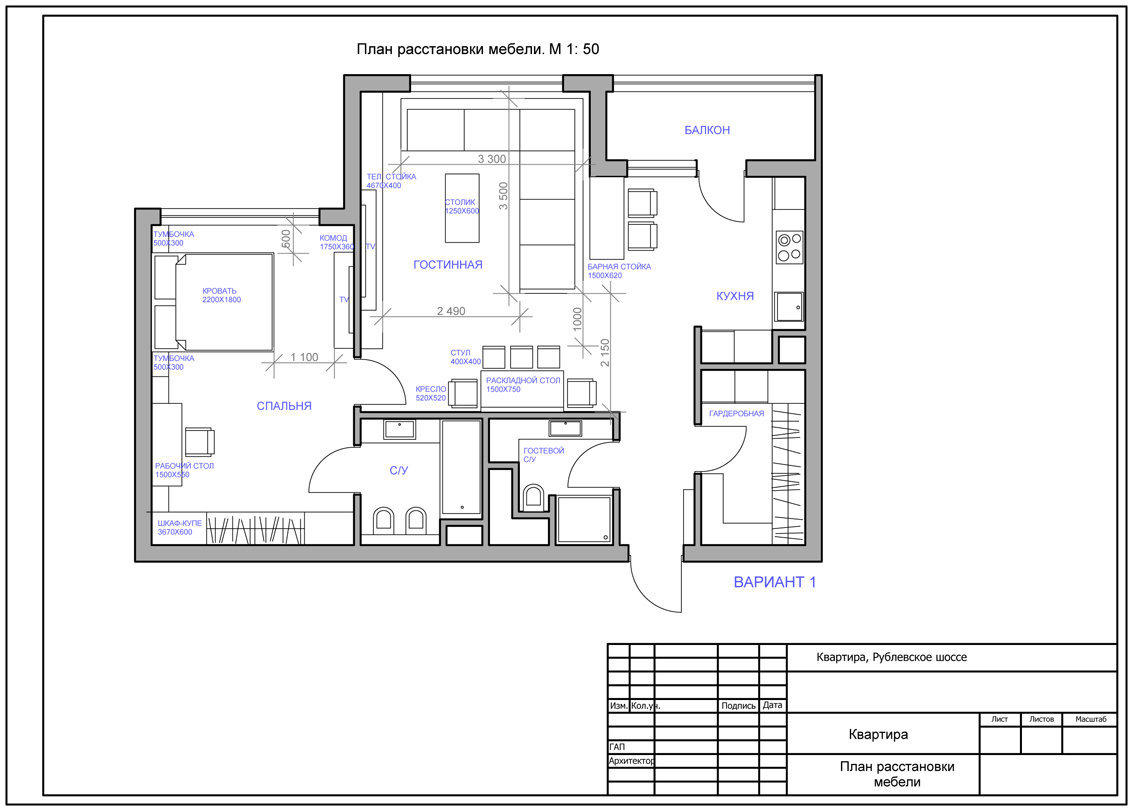 План расстановки мебели. М 1: 50
БАЛКОН
3 300
ТЕЛ. СТОЙКА
4670Х400
3 500
СТОЛИК
1250Х600
ТУМБОЧКА
500Х300
500
КОМОД
1750Х360
TV
ГОСТИННАЯ
БАРНАЯ СТОЙКА
1500Х620
КРОВАТЬ
2200Х1800
TV
КУХНЯ
2 490
1000
2 150
ТУМБОЧКА
500Х300
1 100
СТУЛ
400Х400
КРЕСЛО
520Х520
РАСКЛАДНОЙ СТОЛ
1500Х750
СПАЛЬНЯ
ГАРДЕРОБНАЯ
РАБОЧИЙ СТОЛ
1500Х550
С/У
ГОСТЕВОЙ
С/У
ШКАФ-КУПЕ
3670Х600
ВАРИАНТ 1
Квартира, Рублевское шоссе
Изм. Кол.уч. Подпись Дата
Лист Листов Масштаб
Квартира
ГАП
Архитектор
План расстановки
мебели